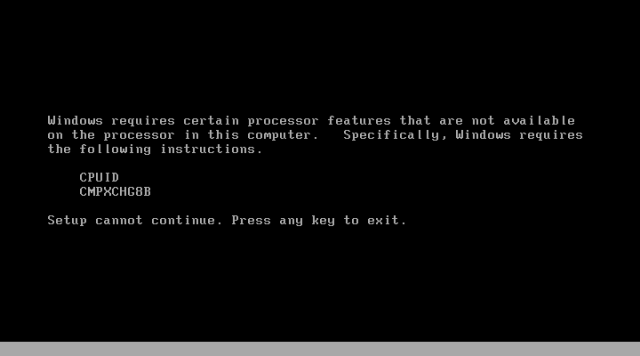 Windows requires certain processor features that are not available
on the processor in this computer.   Specifically, Windows requires
the following instructions.
CPUID
CMPXCHG8B
Setup cannot continue. Press any key to exit.